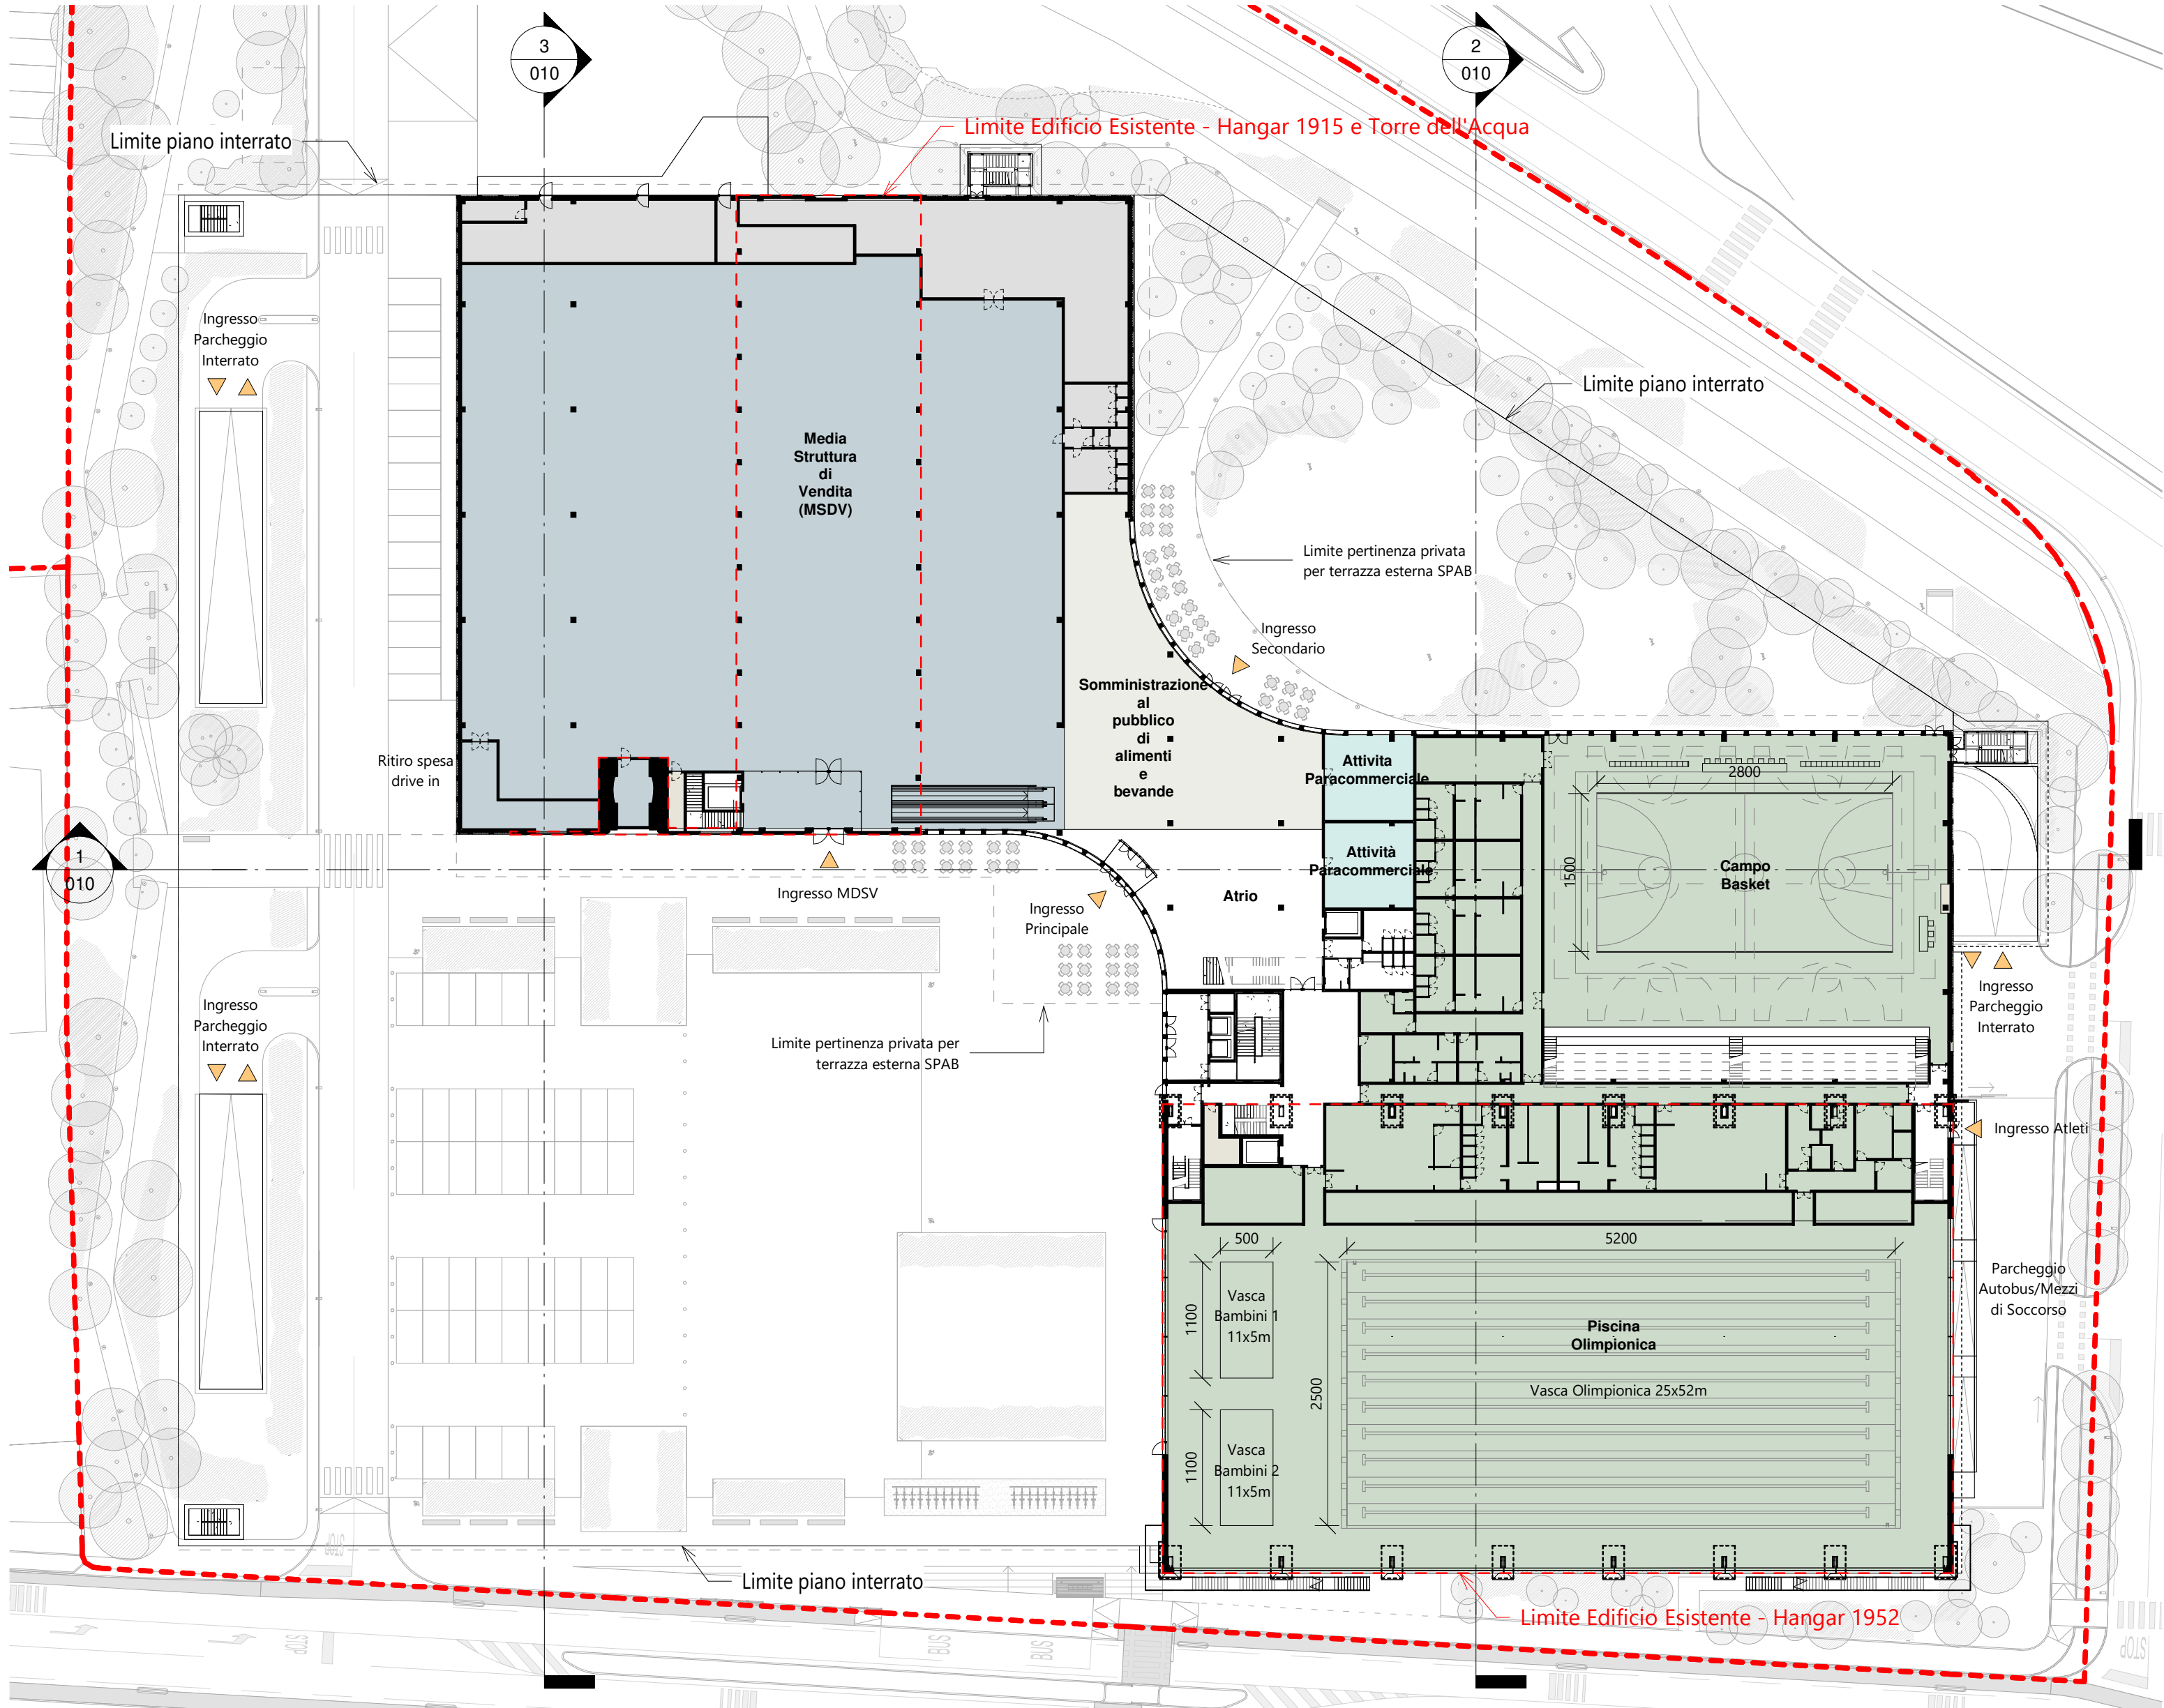 3
010
2
010
Limite piano interrato
Limite Edificio Esistente - Hangar 1915 e Torre dell'Acqua
Ingresso
Parcheggio
Interrato
Limite piano interrato
Media
Struttura
di
Vendita
(MSDV)
Limite pertinenza privata
per terrazza esterna SPAB
Ingresso
Secondario
Somministrazione
al
pubblico
di
alimenti
e
bevande
Ritiro spesa
drive in
Attivita
Paracommerciale
2800
1500
Campo
Basket
1
010
Attività
Paracommerciale
Ingresso MDSV
Atrio
Ingresso
Principale
Ingresso
Parcheggio
Interrato
Ingresso
Parcheggio
Interrato
Limite pertinenza privata per
terrazza esterna SPAB
Ingresso Atleti
500
5200
1100
Vasca
Bambini 1
11x5m
Parcheggio
Autobus/Mezzi
di Soccorso
Piscina
Olimpionica
2500
Vasca Olimpionica 25x52m
1100
Vasca
Bambini 2
11x5m
STOP
Limite piano interrato
Limite Edificio Esistente - Hangar 1952
STOP
BUS
BUS
STOP
STOP